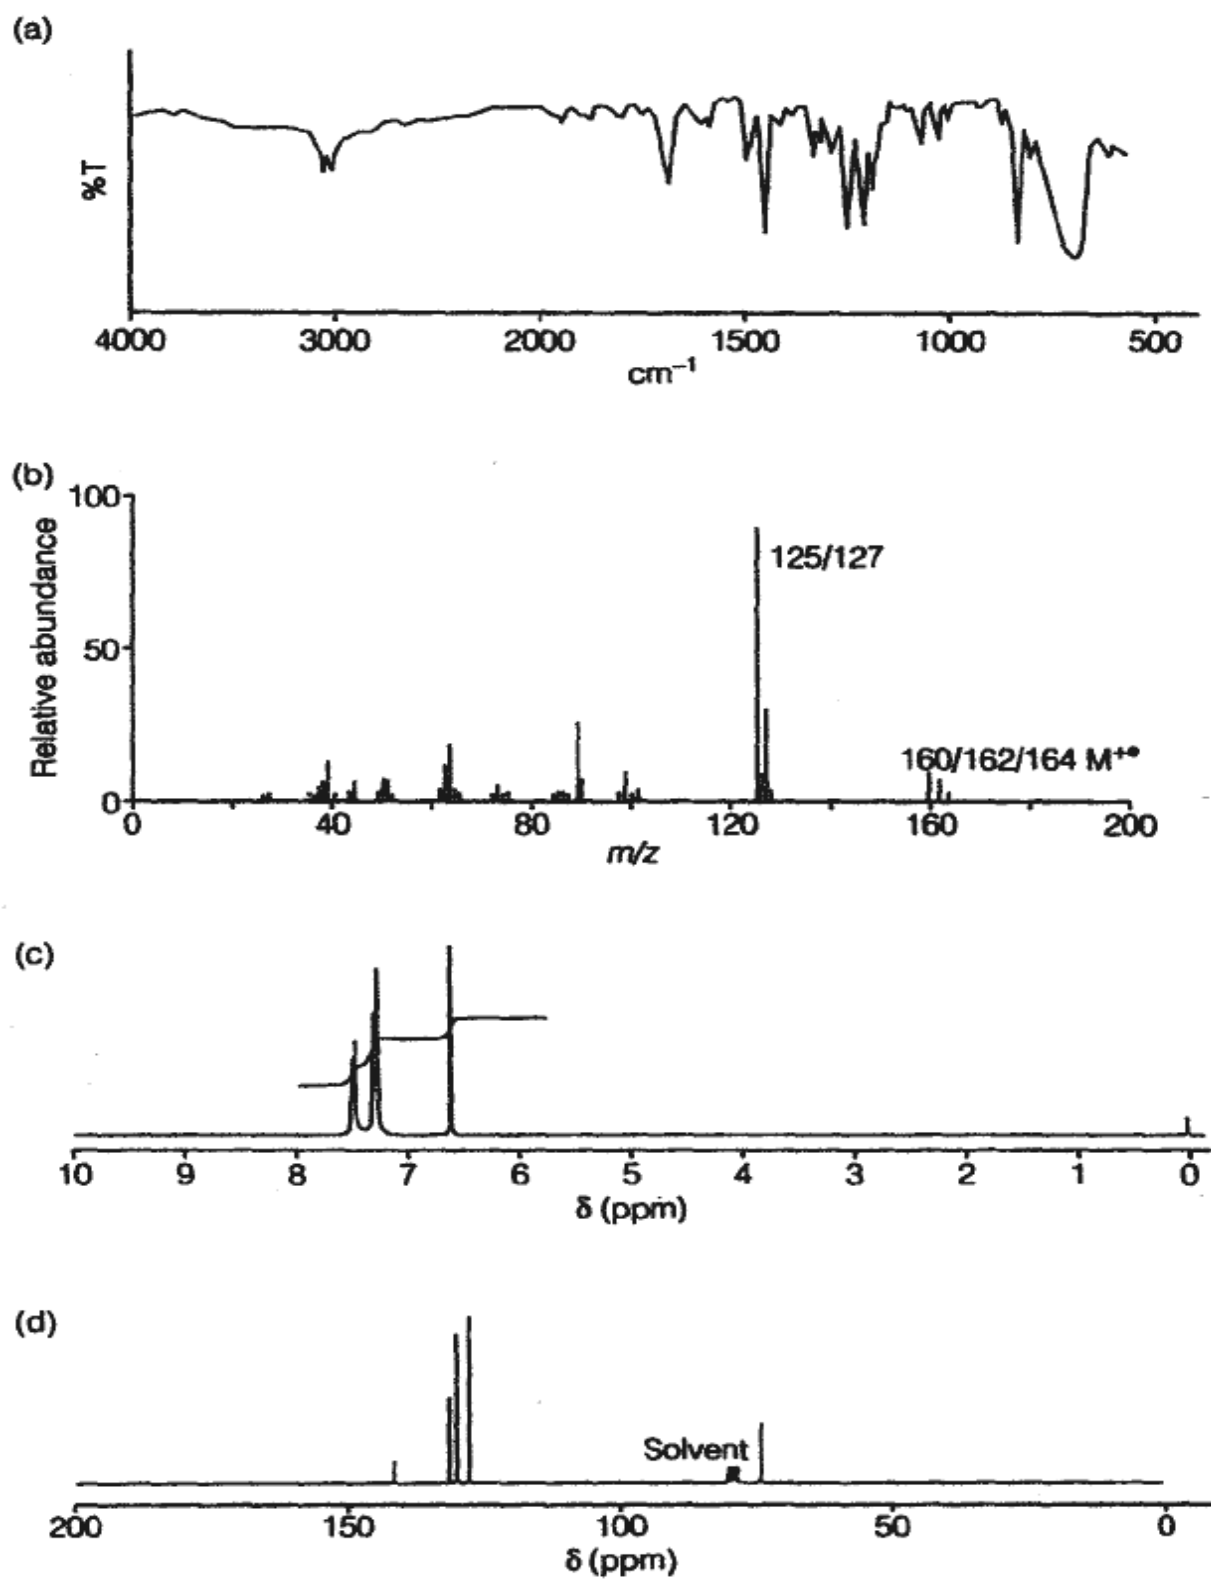 (a)
%T
4000 3000 2000 1500 1000 500
cm⁻¹
(b)
Relative abundance
100
50
0
125/127
160/162/164 M⁺•
0 40 80 120 160 200
m/z
(c)
10 9 8 7 6 5 4 3 2 1 0
δ (ppm)
(d)
Solvent
200 150 100 50 0
δ (ppm)